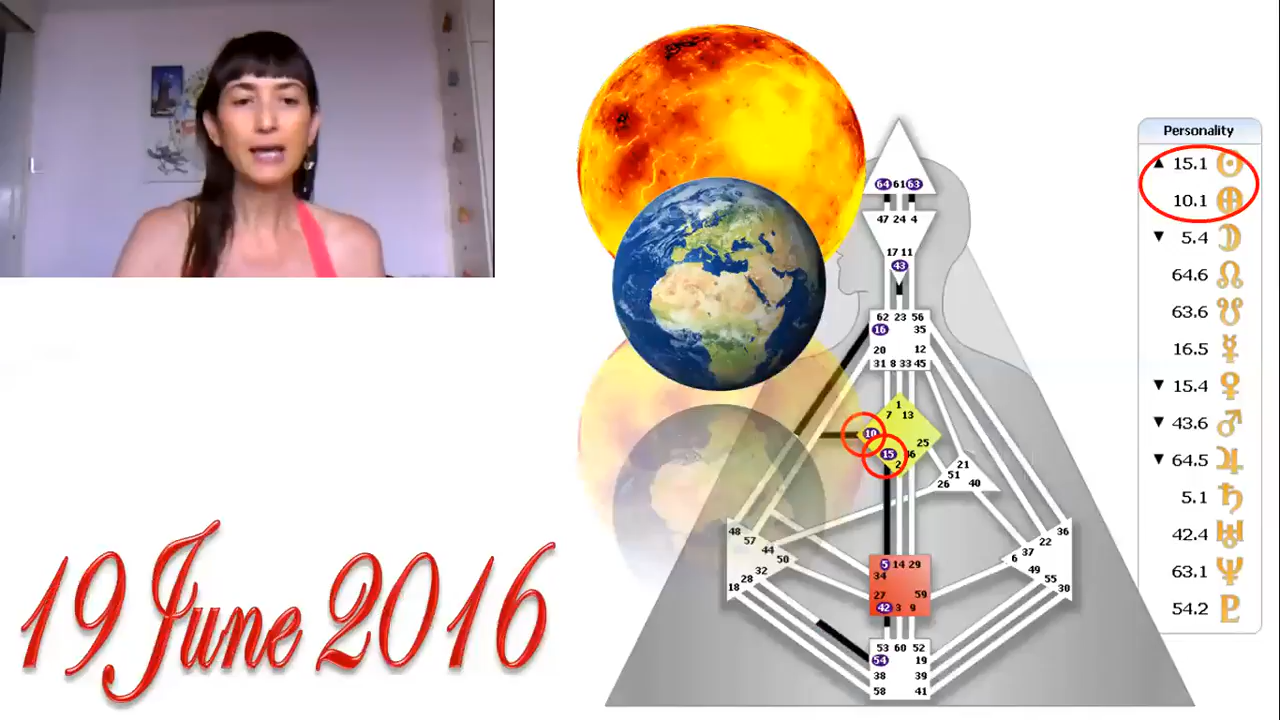 19 June 2016
64 61 63
47 24 4
17 11
43
62 23 56
16 35
20 12
31 8 33 45
1
7 13
10
25
15 46
2
21
51
26 40
48
57
44
50
32
28
18
36
22
37
6
49
55
30
5 14 29
34
27 59
42 3 9
53 60 52
54 19
38 39
58 41
Personality
▲ 15.1 ☉
10.1 ⊕
▼ 5.4 ☽
64.6 ☊
63.6 ☋
16.5 ☿
▼ 15.4 ♀
▼ 43.6 ♂
▼ 64.5 ♃
5.1 ♄
42.4 ♅
63.1 ♆
54.2 ♇